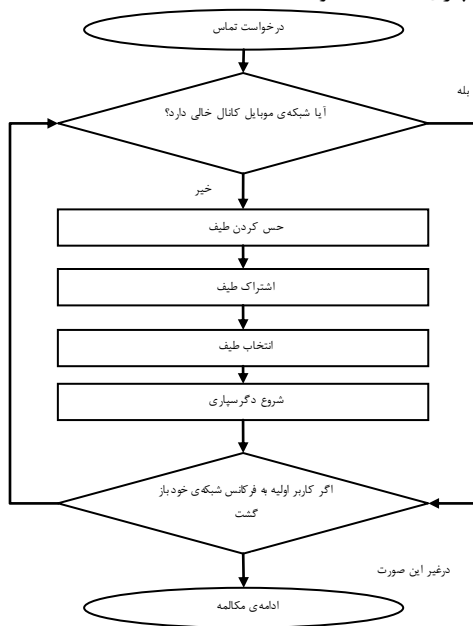 درخواست تماس
آیا شبکه‌ی موبایل کانال خالی دارد؟
بله
خیر
حس کردن طیف
اشتراک طیف
انتخاب طیف
شروع دگرسپاری
اگر کاربر اولیه به فرکانس شبکه‌ی خودباز
گشت
درغیر این صورت
ادامه‌ی مکالمه